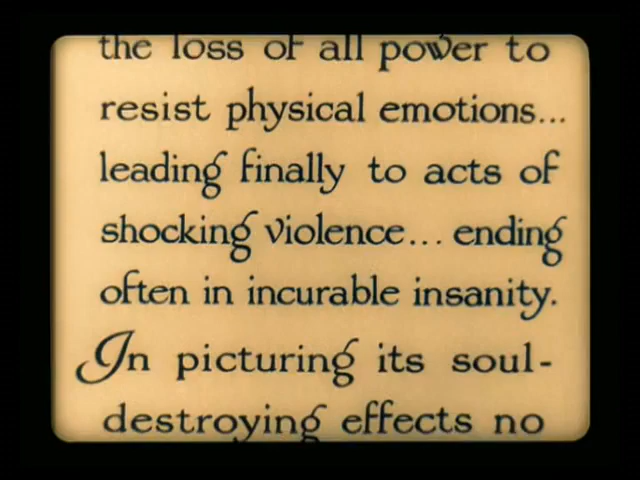 the loss of all power to
resist physical emotions...
leading finally to acts of
shocking violence... ending
often in incurable insanity.
In picturing its soul-
destroying effects no